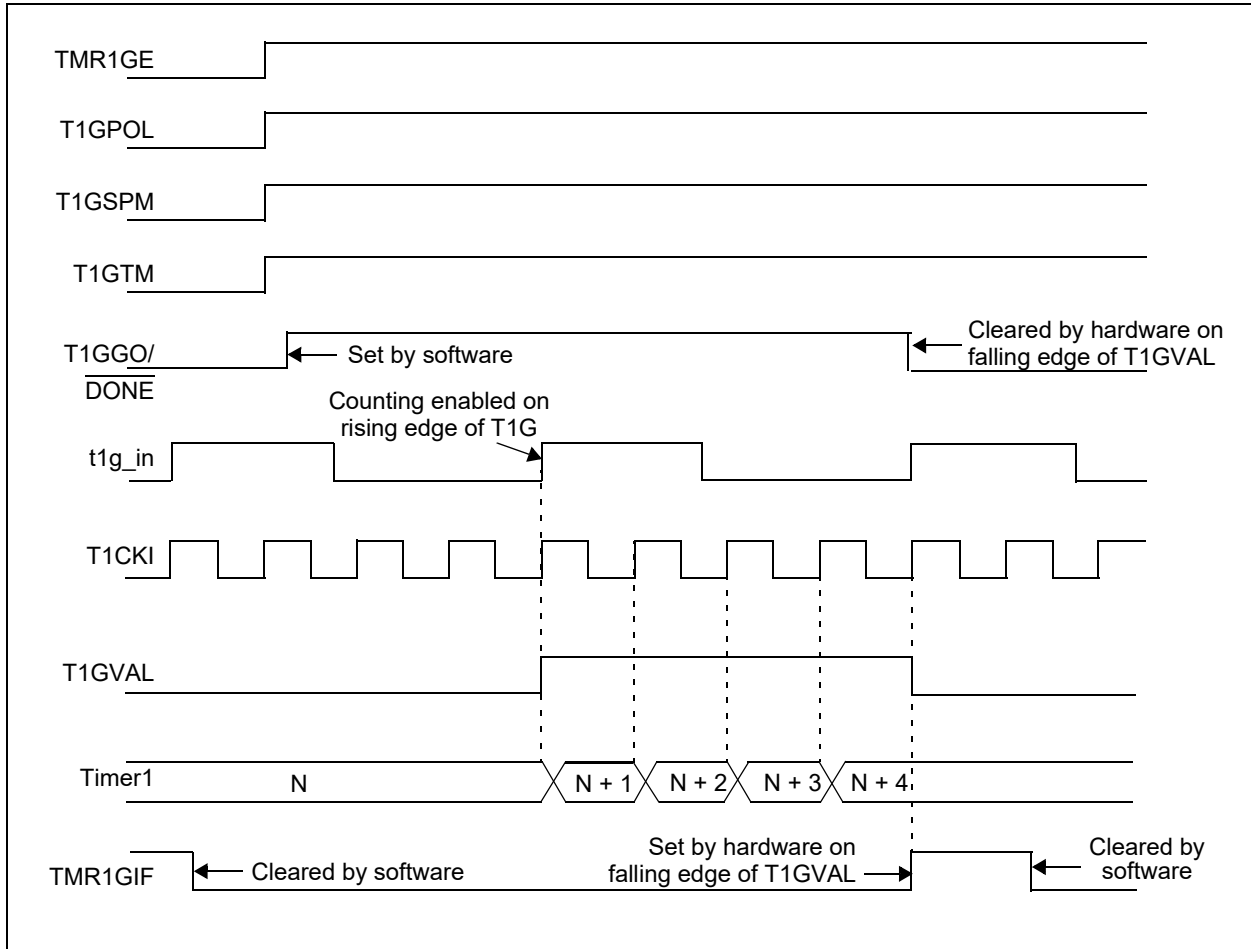 TMR1GE
T1GPOL
T1GSPM
T1GTM
T1GGO/
DONE
Set by software
Cleared by hardware on
falling edge of T1GVAL
Counting enabled on
rising edge of T1G
t1g_in
T1CKI
T1GVAL
Timer1
N
N + 1
N + 2
N + 3
N + 4
TMR1GIF
Cleared by software
Set by hardware on
falling edge of T1GVAL
Cleared by
software